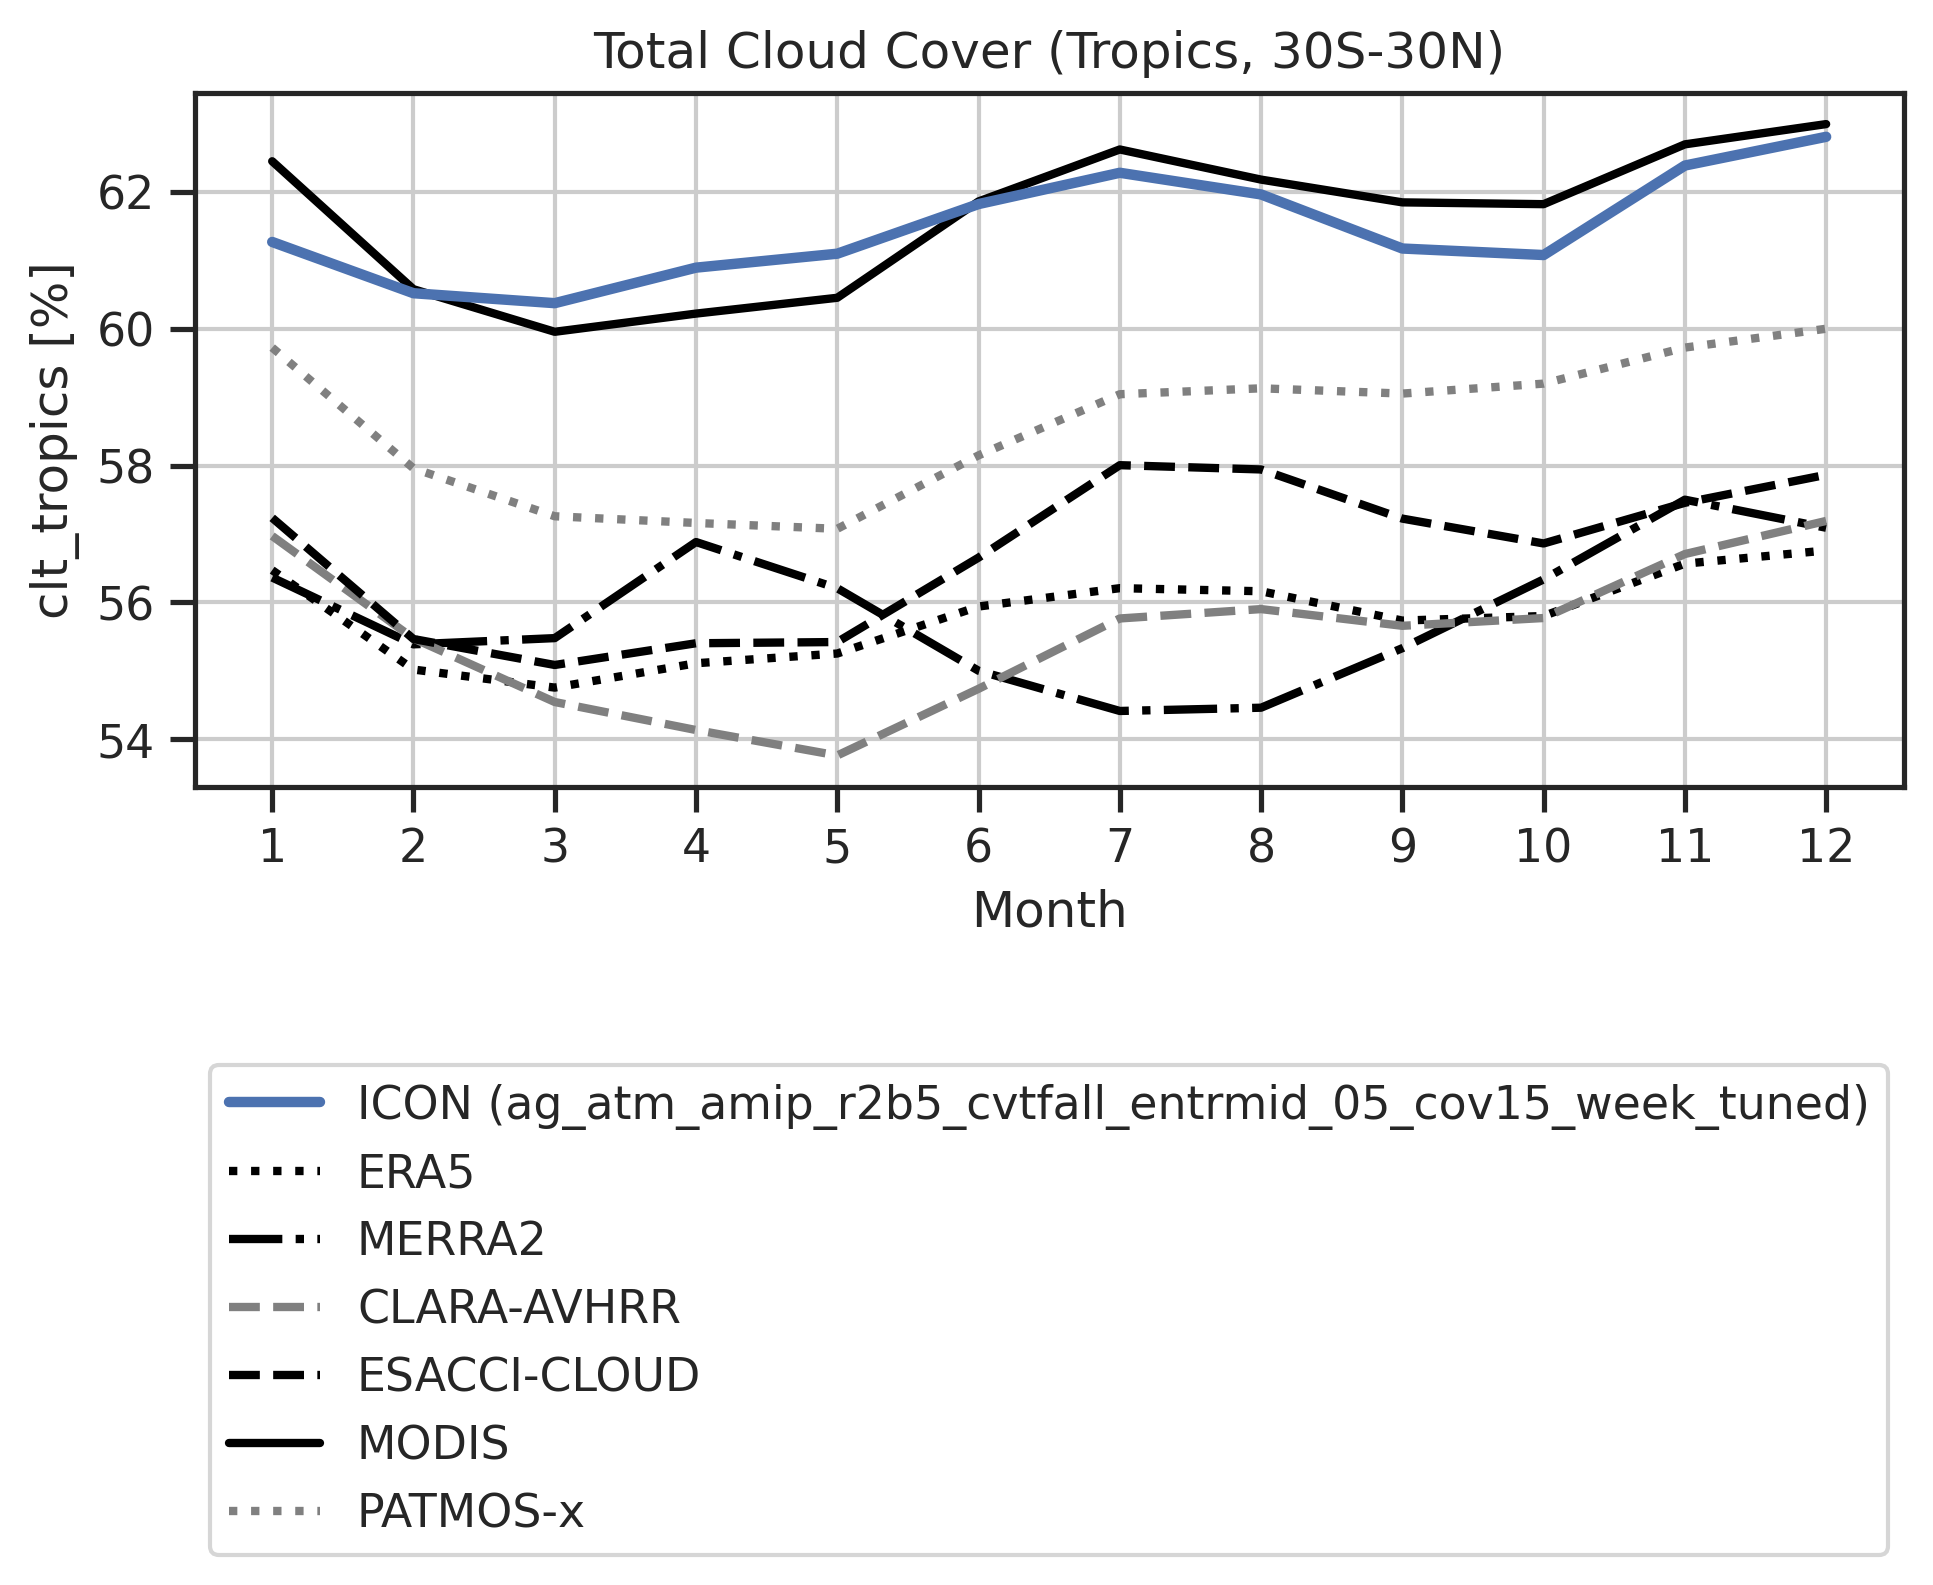 Total Cloud Cover (Tropics, 30S-30N)
clt_tropics [%]
62
60
58
56
54
1 2 3 4 5 6 7 8 9 10 11 12
Month
ICON (ag_atm_amip_r2b5_cvtfall_entrmid_05_cov15_week_tuned)
ERA5
MERRA2
CLARA-AVHRR
ESACCI-CLOUD
MODIS
PATMOS-x